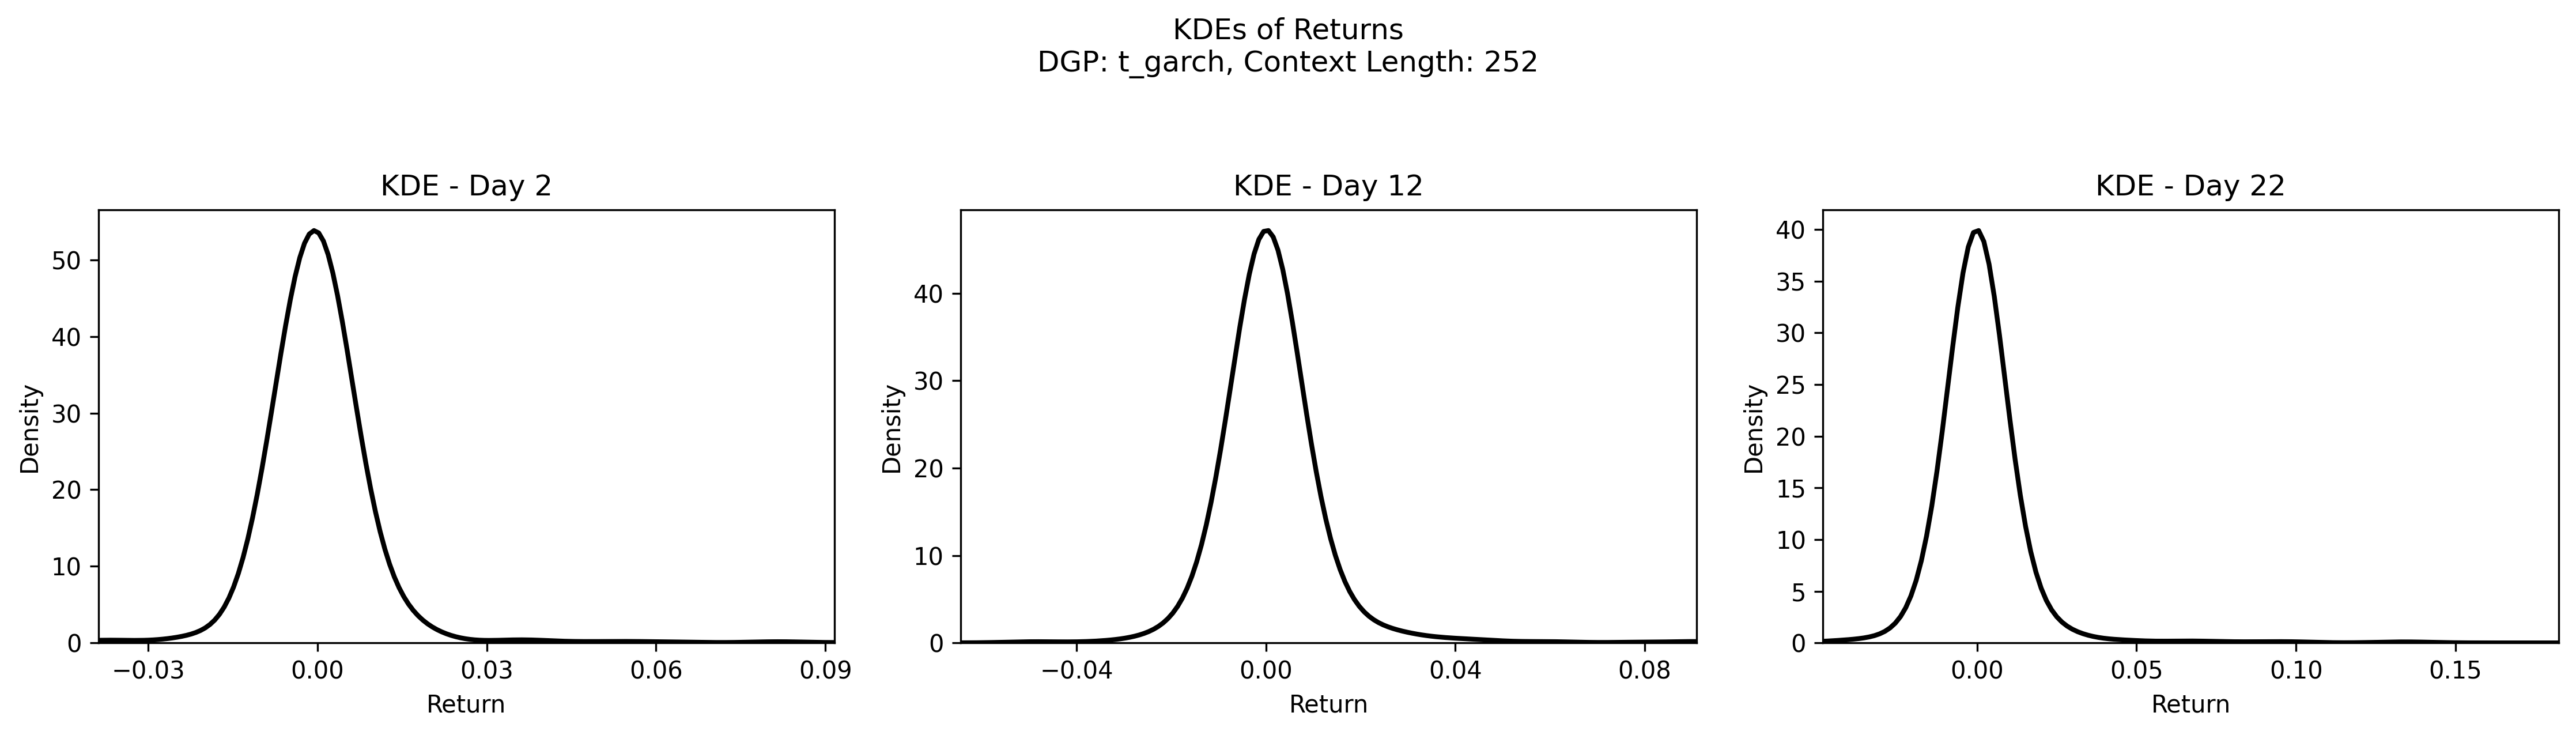 KDEs of Returns
DGP: t_garch, Context Length: 252
KDE - Day 2
50
40
30
20
10
0
Density
−0.03 0.00 0.03 0.06 0.09
Return
KDE - Day 12
40
30
20
10
0
Density
−0.04 0.00 0.04 0.08
Return
KDE - Day 22
40
35
30
25
20
15
10
5
0
Density
0.00 0.05 0.10 0.15
Return